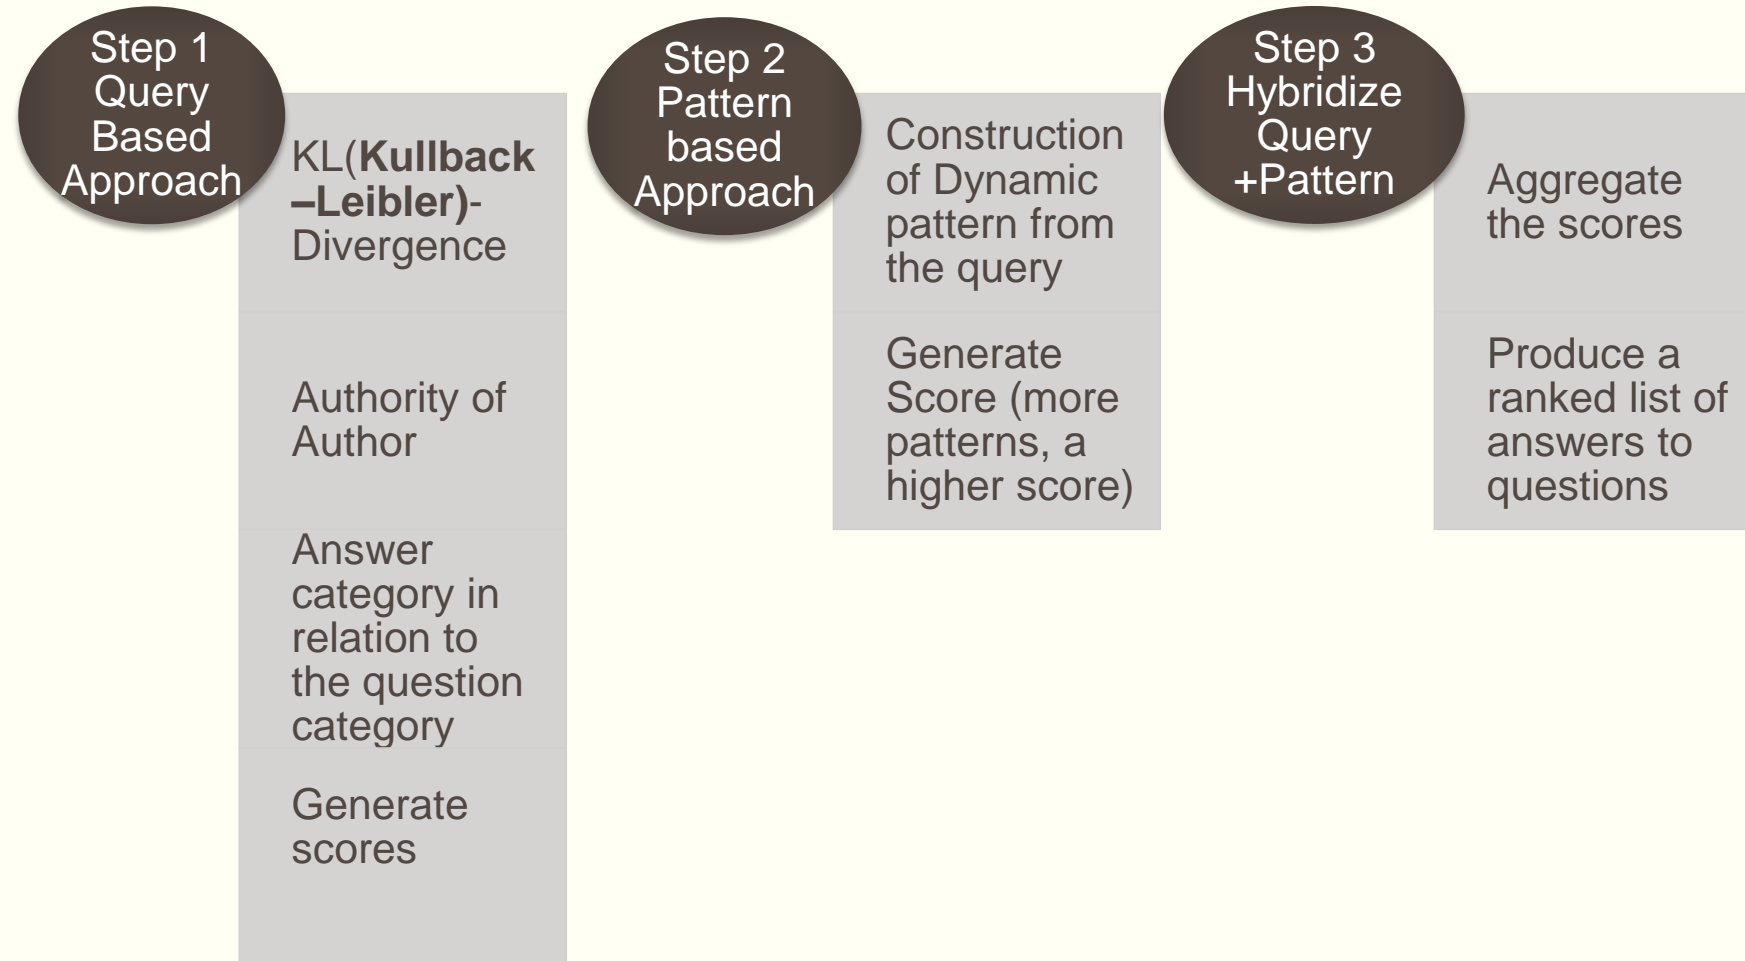 Step 1
Query
Based
Approach
KL(Kullback
–Leibler)-
Divergence
Authority of
Author
Answer
category in
relation to
the question
category
Generate
scores
Step 2
Pattern
based
Approach
Construction
of Dynamic
pattern from
the query
Generate
Score (more
patterns, a
higher score)
Step 3
Hybridize
Query
+Pattern
Aggregate
the scores
Produce a
ranked list of
answers to
questions